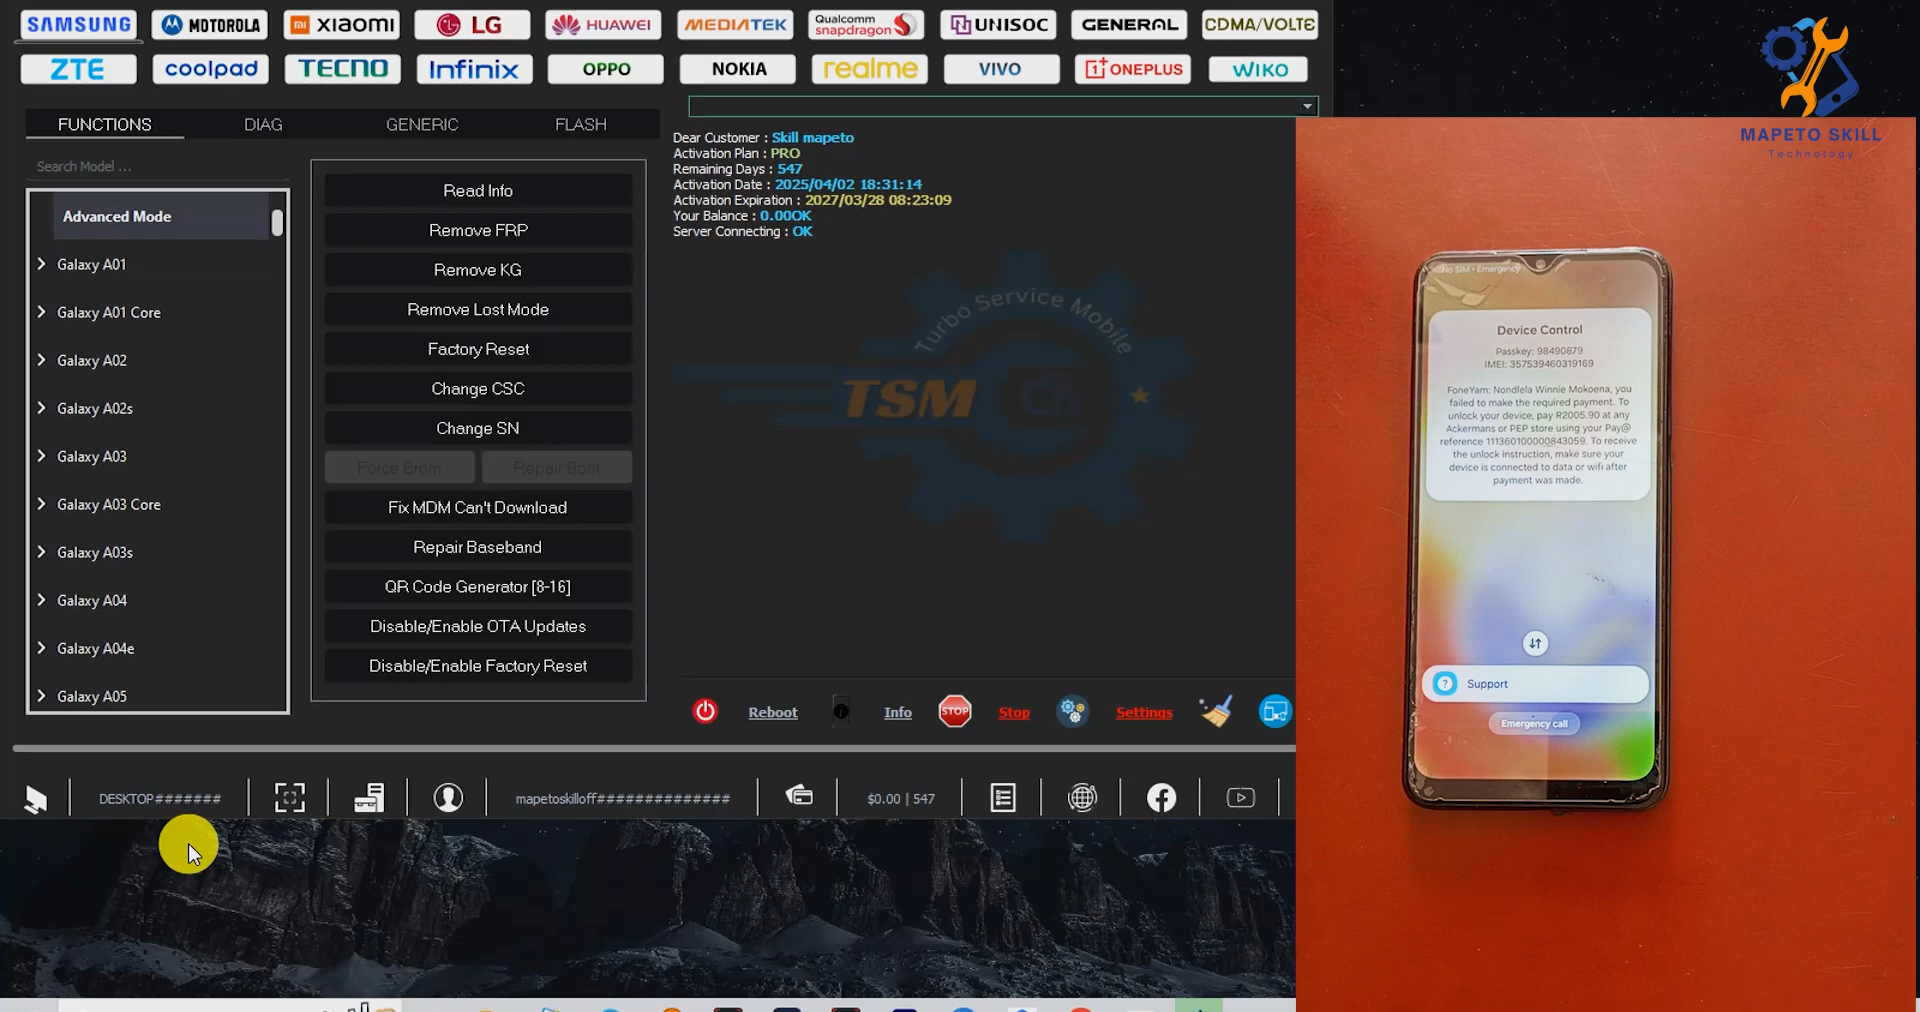 SAMSUNG
MOTOROLA
xiaomi
LG
HUAWEI
MEDIATEK
Qualcomm
snapdragon
UNISOC
GENERAL
CDMA/VOLTE
ZTE
coolpad
TECNO
Infinix
OPPO
NOKIA
realme
VIVO
ONEPLUS
WIKO
FUNCTIONS
DIAG
GENERIC
FLASH
Search Model ...
Advanced Mode
Galaxy A01
Galaxy A01 Core
Galaxy A02
Galaxy A02s
Galaxy A03
Galaxy A03 Core
Galaxy A03s
Galaxy A04
Galaxy A04e
Galaxy A05
Read Info
Remove FRP
Remove KG
Remove Lost Mode
Factory Reset
Change CSC
Change SN
Force Brom
Repair Boot
Fix MDM Can't Download
Repair Baseband
QR Code Generator [8-16]
Disable/Enable OTA Updates
Disable/Enable Factory Reset
Dear Customer : Skill mapeto
Activation Plan : PRO
Remaining Days : 547
Activation Date : 2025/04/02 18:31:14
Activation Expiration : 2027/03/28 08:23:09
Your Balance : 0.00OK
Server Connecting : OK
Turbo Service Mobile
TSM
Reboot
Info
STOP
Stop
Settings
DESKTOP#######
mapetoskilloff##############
$0.00 | 547
MAPETO SKILL
Technology
No SIM • Emergency
Device Control
Passkey: 98490879
IMEI: 357539460319169
FoneYam: Nondlela Winnie Mokoena, you
failed to make the required payment. To
unlock your device, pay R2005.90 at any
Ackermans or PEP store using your Pay@
reference 111360100000843059. To receive
the unlock instruction, make sure your
device is connected to data or wifi after
payment was made.
Support
Emergency call